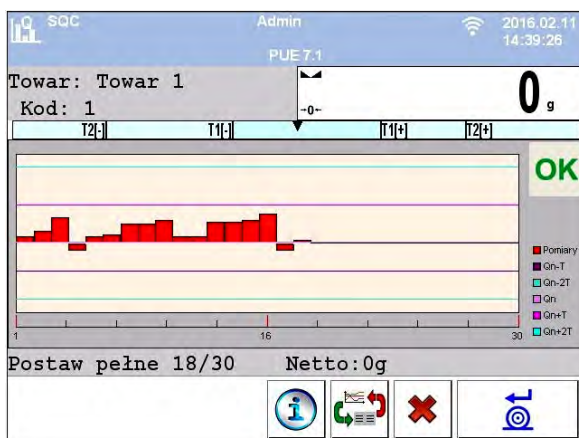 SQC Admin 2016.02.11
14:39:26
PUE 7.1
Towar: Towar 1
Kod: 1
0 g
→0←
T2[-] T1[-] T1[+] T2[+]
OK
Pomiary
Qn-T
Qn-2T
Qn
Qn+T
Qn+2T
1 16 30
Postaw pełne 18/30 Netto:0g